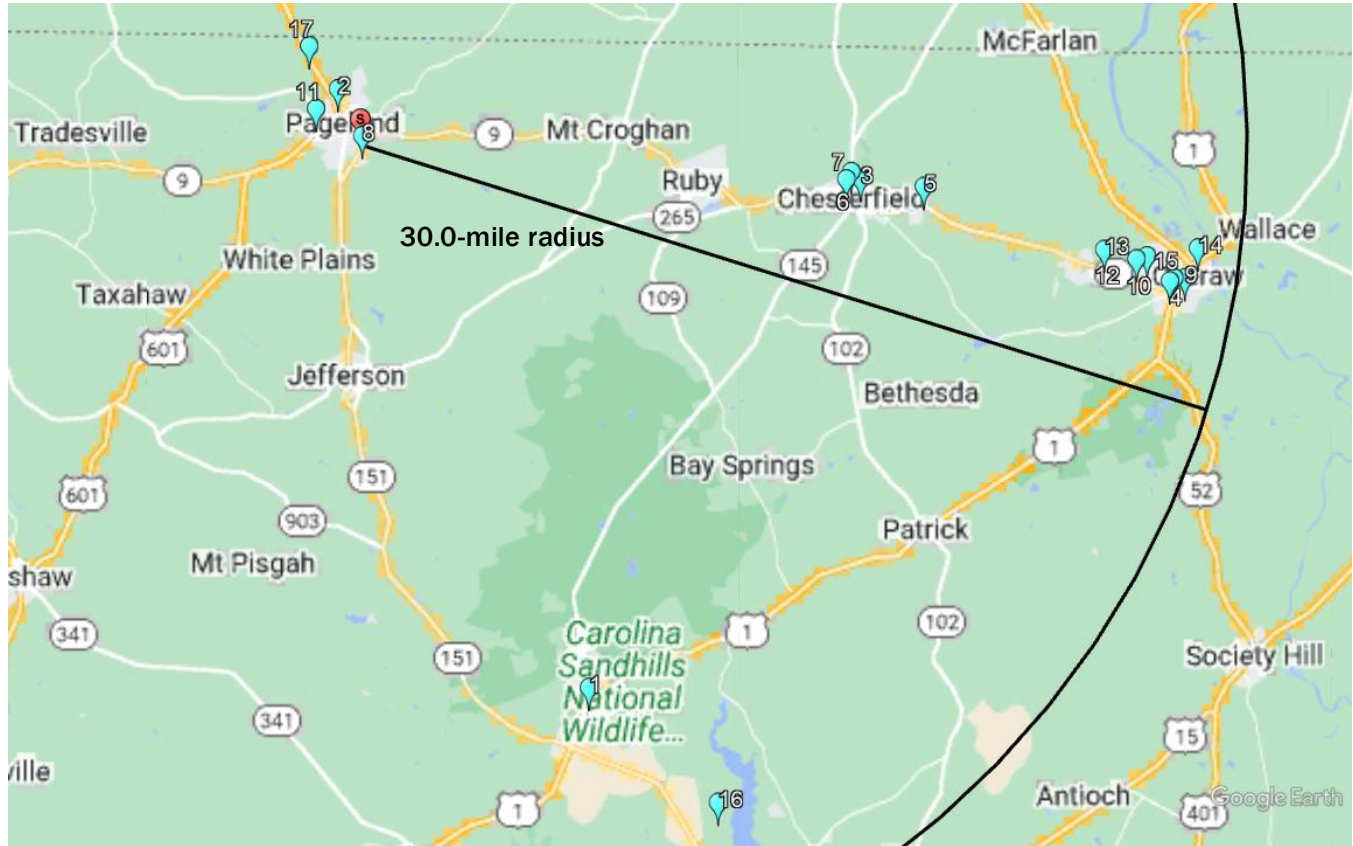 17
McFarlan
2
11
S
Pageland
8
Tradesville
9
Mt Croghan
1
9
7
Ruby
3
5
6
Chesterfield
265
Wallace
30.0-mile radius
14
13
15
White Plains
145
12
10
9
4
Taxahaw
109
601
102
Jefferson
Bethesda
1
Bay Springs
151
601
52
903
Patrick
Mt Pisgah
shaw
341
Carolina
Sandhills
National
Wildlife...
1
102
151
Society Hill
1
341
15
ville
16
Antioch
Google Earth
1
401